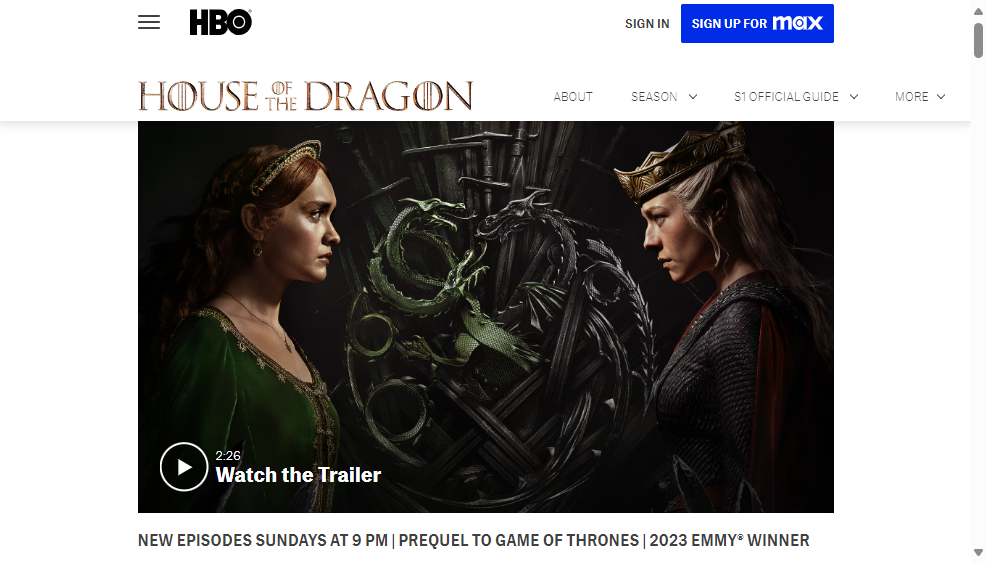 HBO®
SIGN IN
SIGN UP FOR max
HOUSE OF THE DRAGON
ABOUT
SEASON
S1 OFFICIAL GUIDE
MORE
2:26
Watch the Trailer
NEW EPISODES SUNDAYS AT 9 PM | PREQUEL TO GAME OF THRONES | 2023 EMMY® WINNER